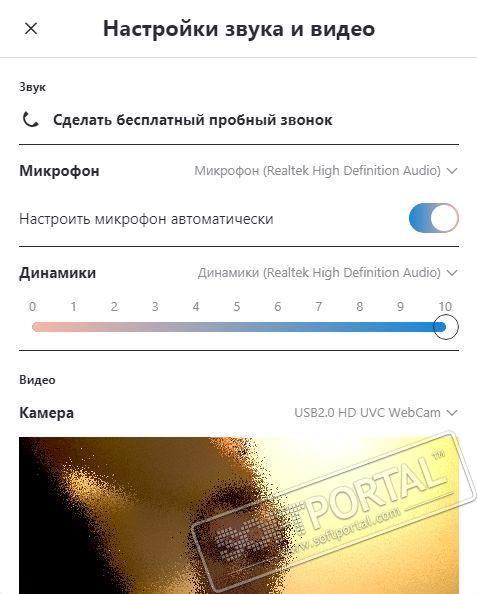 Настройки звука и видео
Звук
Сделать бесплатный пробный звонок
Микрофон Микрофон (Realtek High Definition Audio)
Настроить микрофон автоматически
Динамики Динамики (Realtek High Definition Audio)
0 1 2 3 4 5 6 7 8 9 10
Видео
Камера USB2.0 HD UVC WebCam
SOFTPORTAL™
www.softportal.com